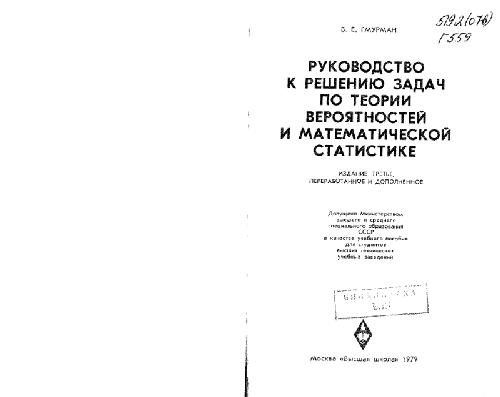 519.2(076)
Г559
В. Е. ГМУРМАН
РУКОВОДСТВО
К РЕШЕНИЮ ЗАДАЧ
ПО ТЕОРИИ
ВЕРОЯТНОСТЕЙ
И МАТЕМАТИЧЕСКОЙ
СТАТИСТИКЕ
ИЗДАНИЕ ТРЕТЬЕ,
ПЕРЕРАБОТАННОЕ И ДОПОЛНЕННОЕ
Допущено Министерством
высшего и среднего
специального образования
СССР
в качестве учебного пособия
для студентов
высших технических
учебных заведений
БИБЛИОТЕКА
Москва «Высшая школа» 1979